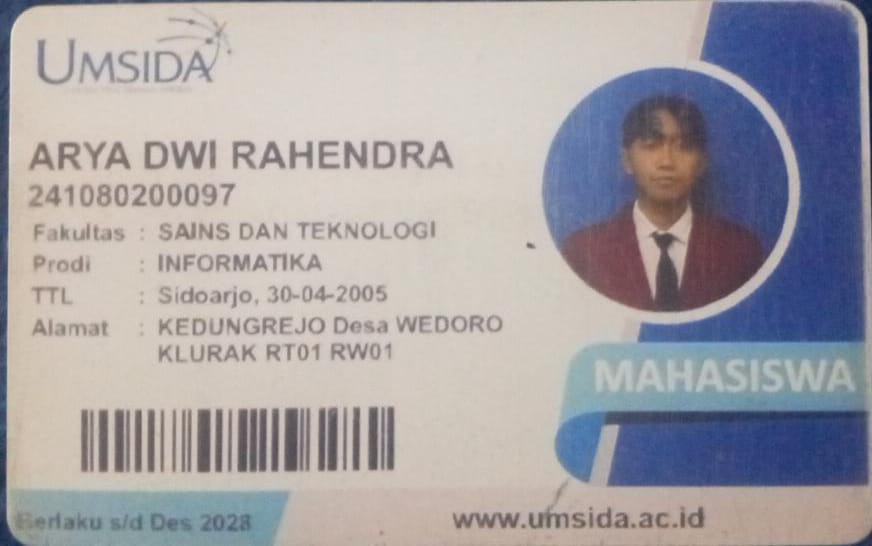 UMSIDA
ARYA DWI RAHENDRA
241080200097
Fakultas : SAINS DAN TEKNOLOGI
Prodi : INFORMATIKA
TTL : Sidoarjo, 30-04-2005
Alamat : KEDUNGREJO Desa WEDORO
KLURAK RT01 RW01
MAHASISWA
Berlaku s/d Des 2028
www.umsida.ac.id